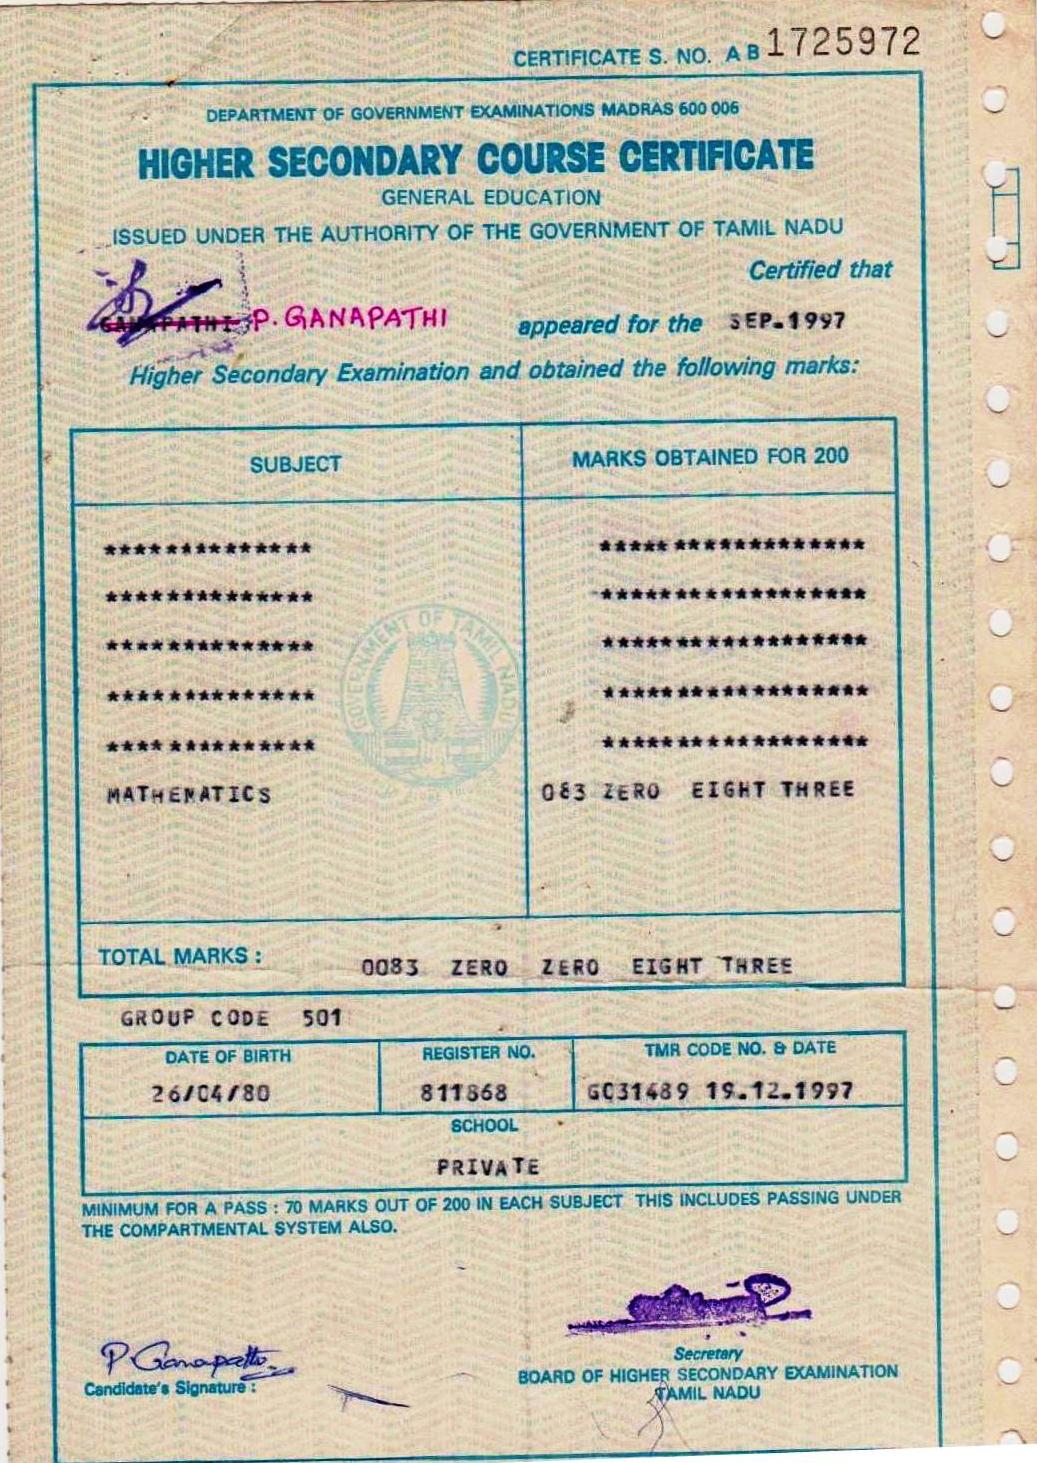 CERTIFICATE S. NO. A B 1725972
DEPARTMENT OF GOVERNMENT EXAMINATIONS MADRAS 600 006
HIGHER SECONDARY COURSE CERTIFICATE
GENERAL EDUCATION
ISSUED UNDER THE AUTHORITY OF THE GOVERNMENT OF TAMIL NADU
Certified that
GANAPATHI P. GANAPATHI appeared for the SEP.1997
Higher Secondary Examination and obtained the following marks:
SUBJECT MARKS OBTAINED FOR 200
************** ******************
************** ******************
************** ******************
************** ******************
************** ******************
GOVERNMENT OF TAMIL NADU
MATHEMATICS 083 ZERO EIGHT THREE
TOTAL MARKS : 0083 ZERO ZERO EIGHT THREE
GROUP CODE 501
DATE OF BIRTH REGISTER NO. TMR CODE NO. & DATE
26/04/80 811868 GC31489 19.12.1997
SCHOOL
PRIVATE
MINIMUM FOR A PASS : 70 MARKS OUT OF 200 IN EACH SUBJECT THIS INCLUDES PASSING UNDER
THE COMPARTMENTAL SYSTEM ALSO.
P Ganapathi
Candidate's Signature :
Secretary
BOARD OF HIGHER SECONDARY EXAMINATION
TAMIL NADU